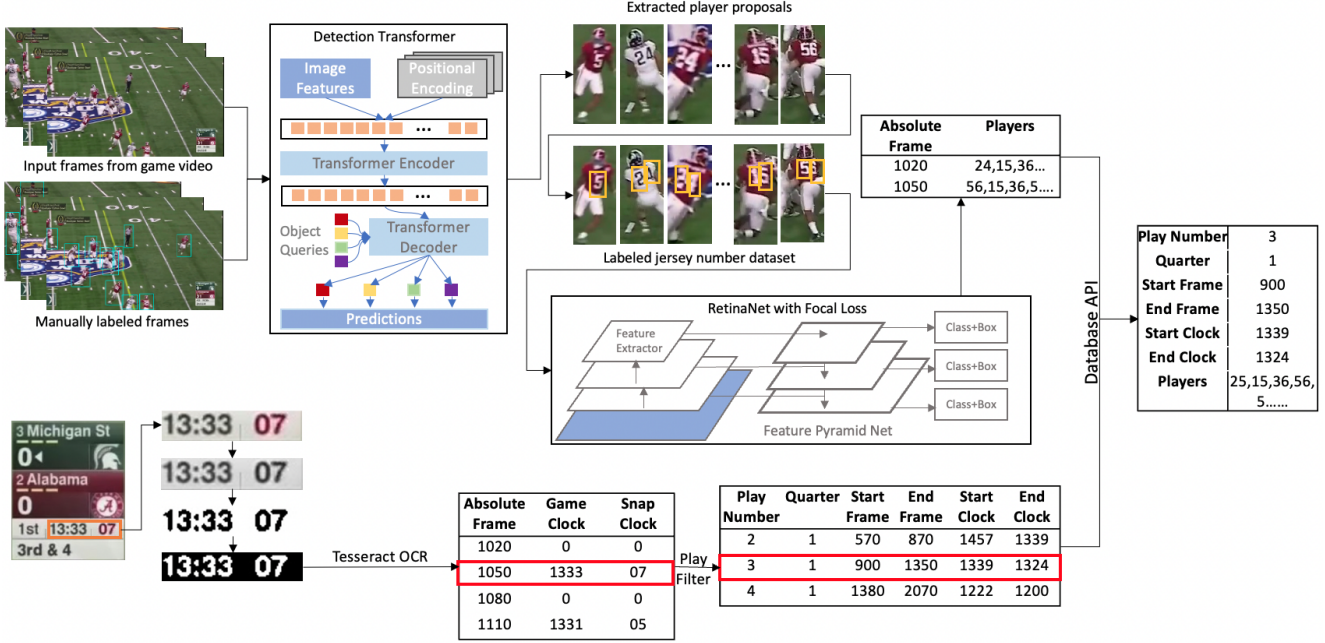 Input frames from game video
Manually labeled frames
Detection Transformer
Image
Features
Positional
Encoding
...
Transformer Encoder
...
Object
Queries
Transformer
Decoder
Predictions
Extracted player proposals
5
24
24
...
15
56
5
24
3
...
15
56
Labeled jersey number dataset
RetinaNet with Focal Loss
Feature
Extractor
Class+Box
Class+Box
Class+Box
Feature Pyramid Net
Absolute
Frame
Players
1020 24,15,36...
1050 56,15,36,5....
Database API
Play Number 3
Quarter 1
Start Frame 900
End Frame 1350
Start Clock 1339
End Clock 1324
Players 25,15,36,56,
5......
3 Michigan St
0
2 Alabama
0
1st 13:33 07
3rd & 4
13:33 07
13:33 07
13:33 07
13:33 07
Tesseract OCR
Absolute Game Snap
Frame Clock Clock
1020 0 0
1050 1333 07
1080 0 0
1110 1331 05
Play
Filter
Play Quarter Start End Start End
Number Frame Frame Clock Clock
2 1 570 870 1457 1339
3 1 900 1350 1339 1324
4 1 1380 2070 1222 1200